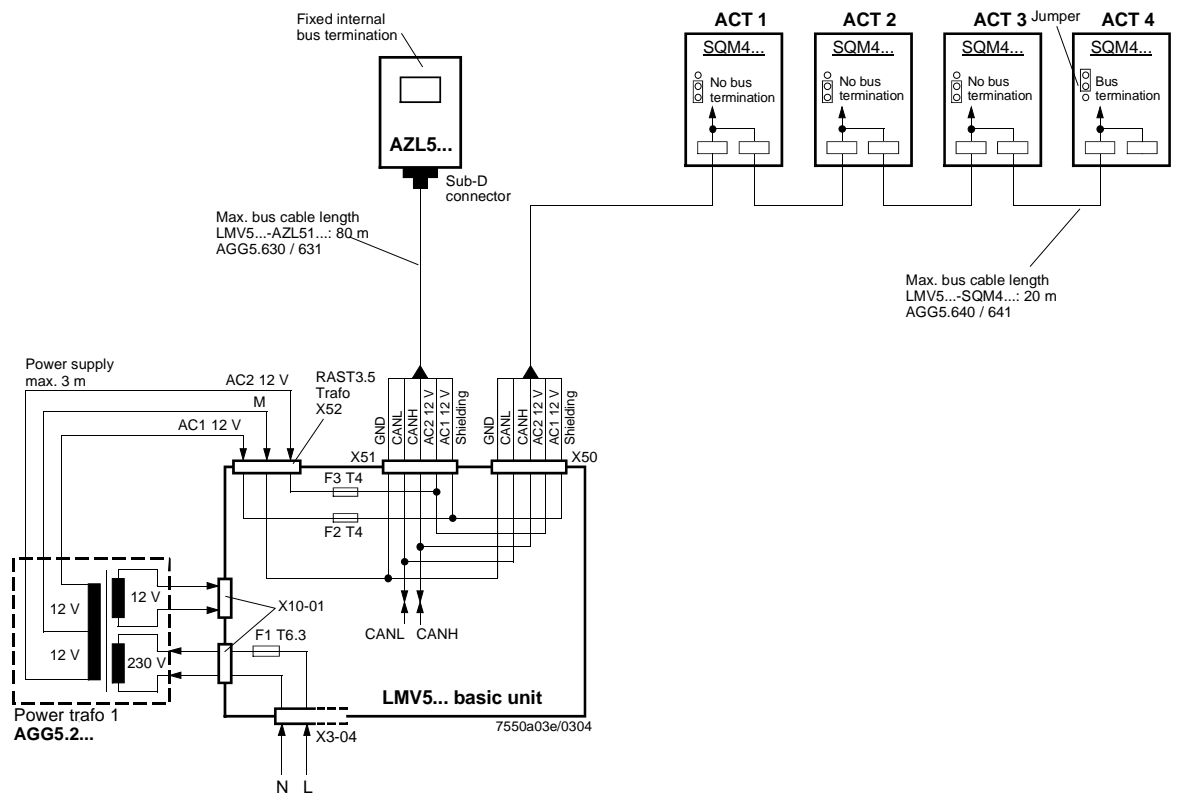 Fixed internal
bus termination
AZL5...
Sub-D
connector
ACT 1
SQM4...
No bus
termination
ACT 2
SQM4...
No bus
termination
ACT 3
SQM4...
No bus
termination
Jumper
ACT 4
SQM4...
Bus
termination
Max. bus cable length
LMV5...-AZL51...: 80 m
AGG5.630 / 631
Max. bus cable length
LMV5...-SQM4...: 20 m
AGG5.640 / 641
Power supply
max. 3 m
AC2 12 V
M
AC1 12 V
RAST3.5
Trafo
X52
GND
CANL
CANH
AC2 12 V
AC1 12 V
Shielding
GND
CANL
CANH
AC2 12 V
AC1 12 V
Shielding
X51
X50
F3 T4
F2 T4
CANL
CANH
12 V
12 V
12 V
230 V
X10-01
F1 T6.3
LMV5... basic unit
7550a03e/0304
Power trafo 1
AGG5.2...
X3-04
N
L